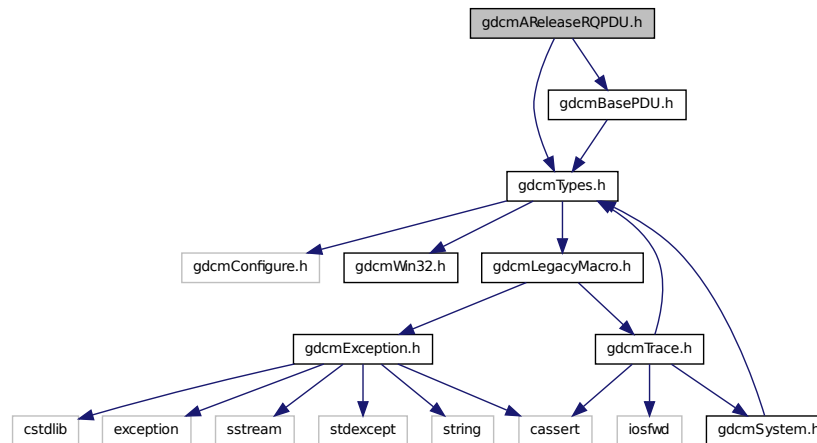 gdcmAReleaseRQPDU.h
gdcmBasePDU.h
gdcmTypes.h
gdcmConfigure.h
gdcmWin32.h
gdcmLegacyMacro.h
gdcmException.h
gdcmTrace.h
cstdlib
exception
sstream
stdexcept
string
cassert
iosfwd
gdcmSystem.h